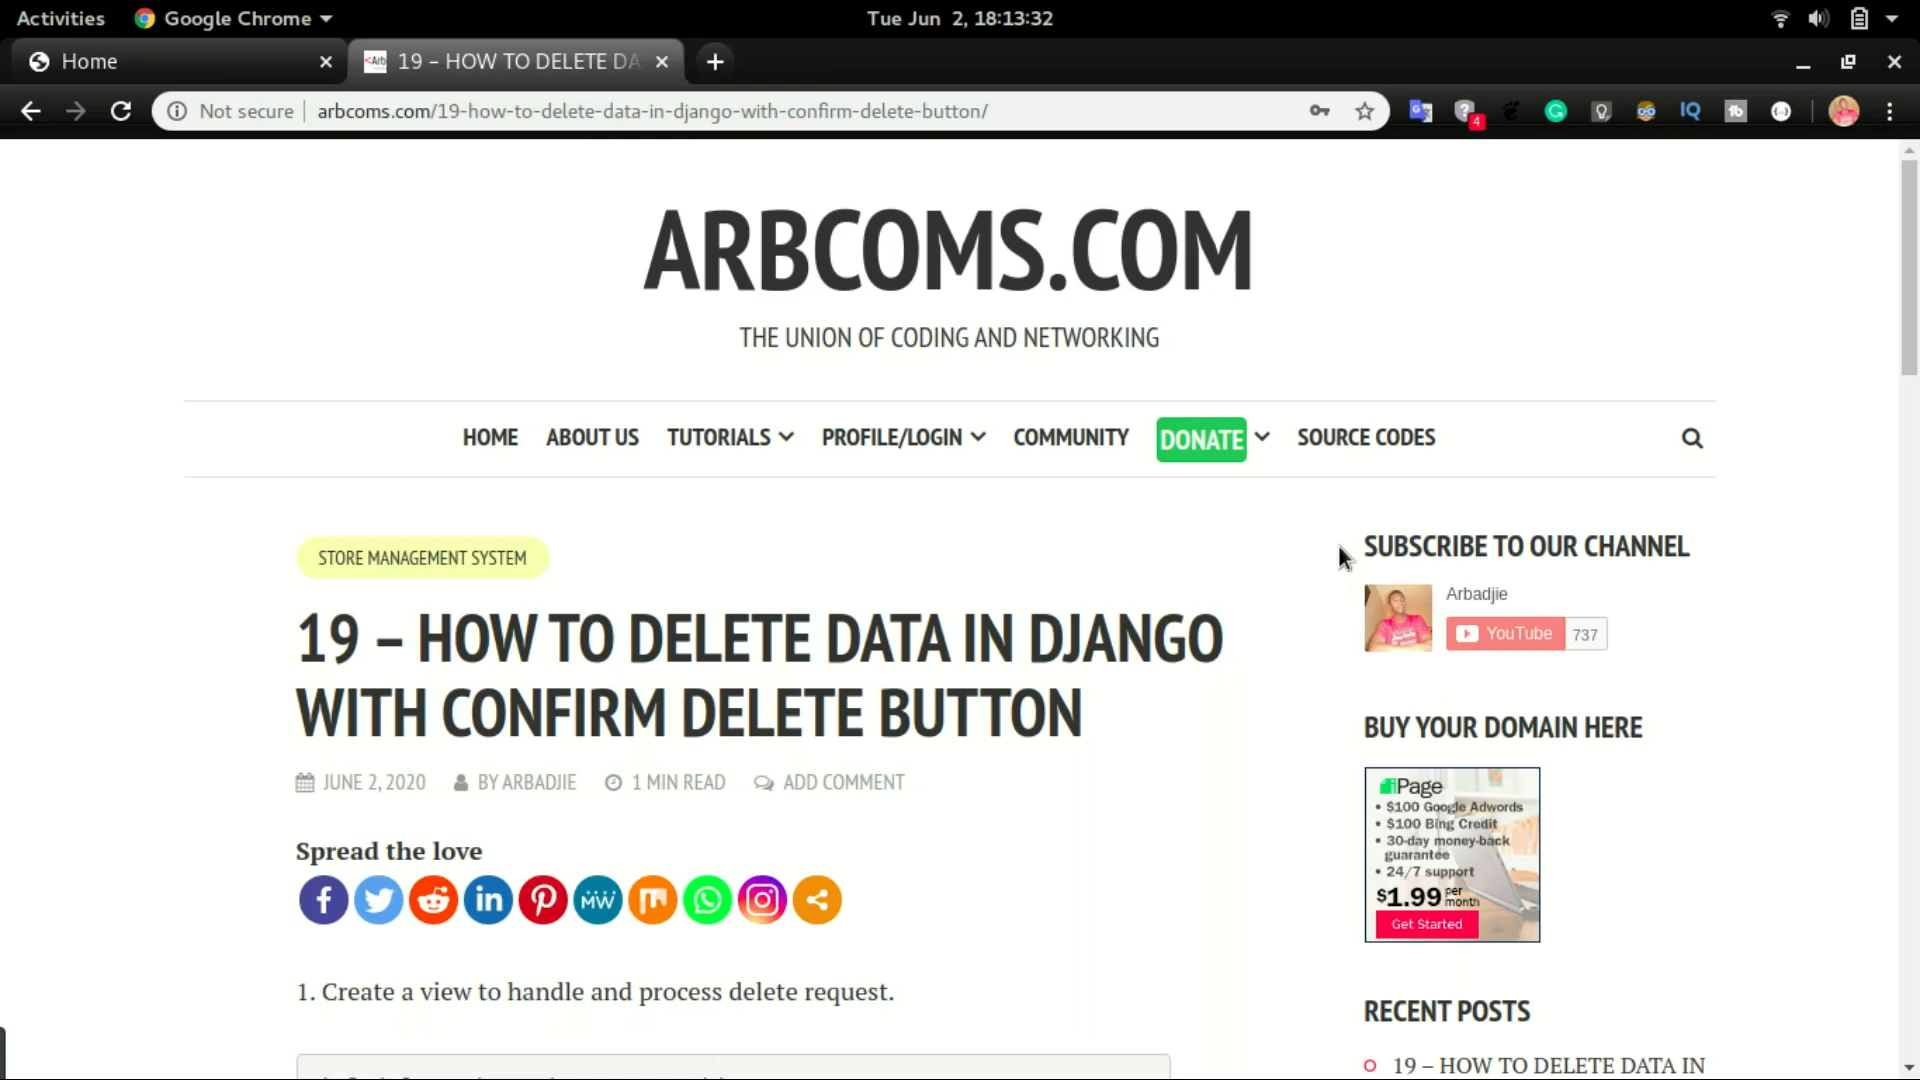 Activities
Google Chrome
Tue Jun 2, 18:13:32
Home
<Arb
19 – HOW TO DELETE DA
Not secure
arbcoms.com/19-how-to-delete-data-in-django-with-confirm-delete-button/
4
IQ
ARBCOMS.COM
THE UNION OF CODING AND NETWORKING
HOME
ABOUT US
TUTORIALS
PROFILE/LOGIN
COMMUNITY
DONATE
SOURCE CODES
STORE MANAGEMENT SYSTEM
19 – HOW TO DELETE DATA IN DJANGO
WITH CONFIRM DELETE BUTTON
JUNE 2, 2020
BY ARBADJIE
1 MIN READ
ADD COMMENT
Spread the love
1. Create a view to handle and process delete request.
SUBSCRIBE TO OUR CHANNEL
Arbadjie
YouTube
737
BUY YOUR DOMAIN HERE
iPage
• $100 Google Adwords
• $100 Bing Credit
• 30-day money-back
guarantee
• 24/7 support
$1.99 per month
Get Started
RECENT POSTS
19 – HOW TO DELETE DATA IN